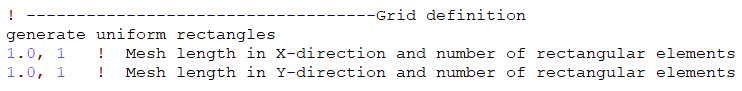 ! -----------------------------------Grid definition
generate uniform rectangles
1.0, 1   !  Mesh length in X-direction and number of rectangular elements
1.0, 1   !  Mesh length in Y-direction and number of rectangular elements